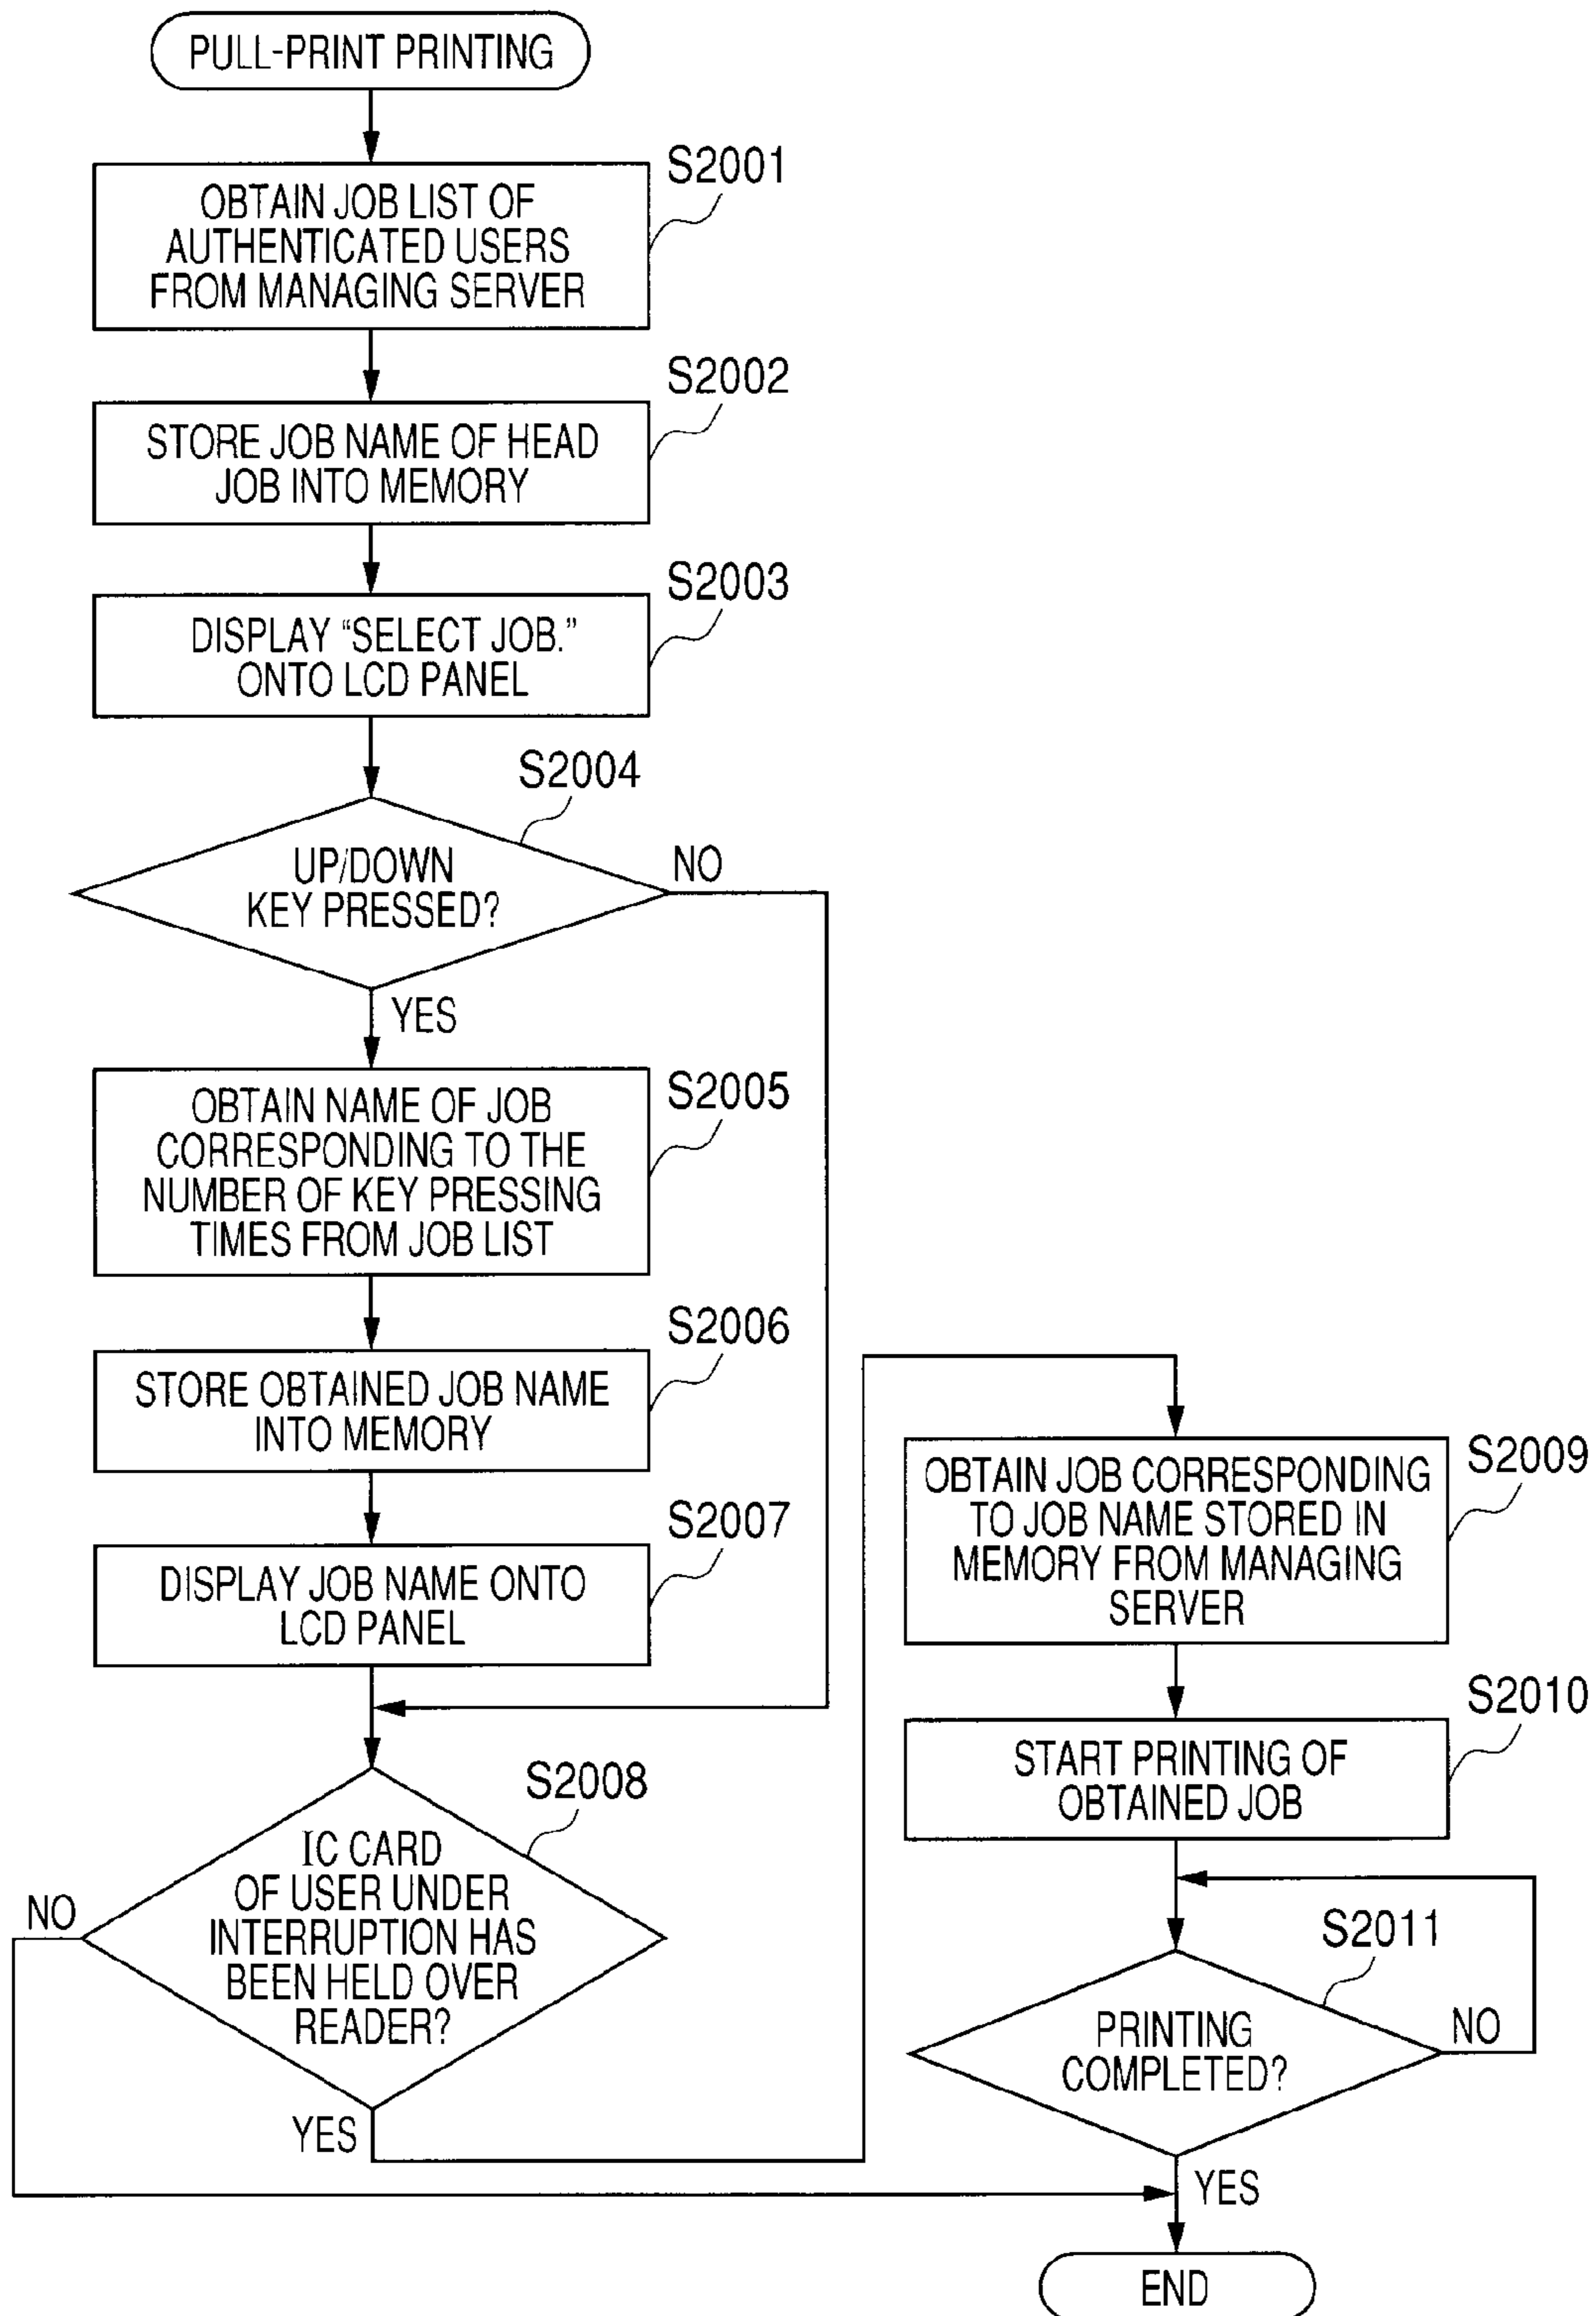 PULL-PRINT PRINTING
S2001
OBTAIN JOB LIST OF
AUTHENTICATED USERS
FROM MANAGING SERVER
S2002
STORE JOB NAME OF HEAD
JOB INTO MEMORY
S2003
DISPLAY “SELECT JOB.”
ONTO LCD PANEL
S2004
UP/DOWN
KEY PRESSED?
NO
YES
S2005
OBTAIN NAME OF JOB
CORRESPONDING TO THE
NUMBER OF KEY PRESSING
TIMES FROM JOB LIST
S2006
STORE OBTAINED JOB NAME
INTO MEMORY
S2007
DISPLAY JOB NAME ONTO
LCD PANEL
S2008
IC CARD
OF USER UNDER
INTERRUPTION HAS
BEEN HELD OVER
READER?
NO
YES
S2009
OBTAIN JOB CORRESPONDING
TO JOB NAME STORED IN
MEMORY FROM MANAGING
SERVER
S2010
START PRINTING OF
OBTAINED JOB
S2011
PRINTING
COMPLETED?
NO
YES
END